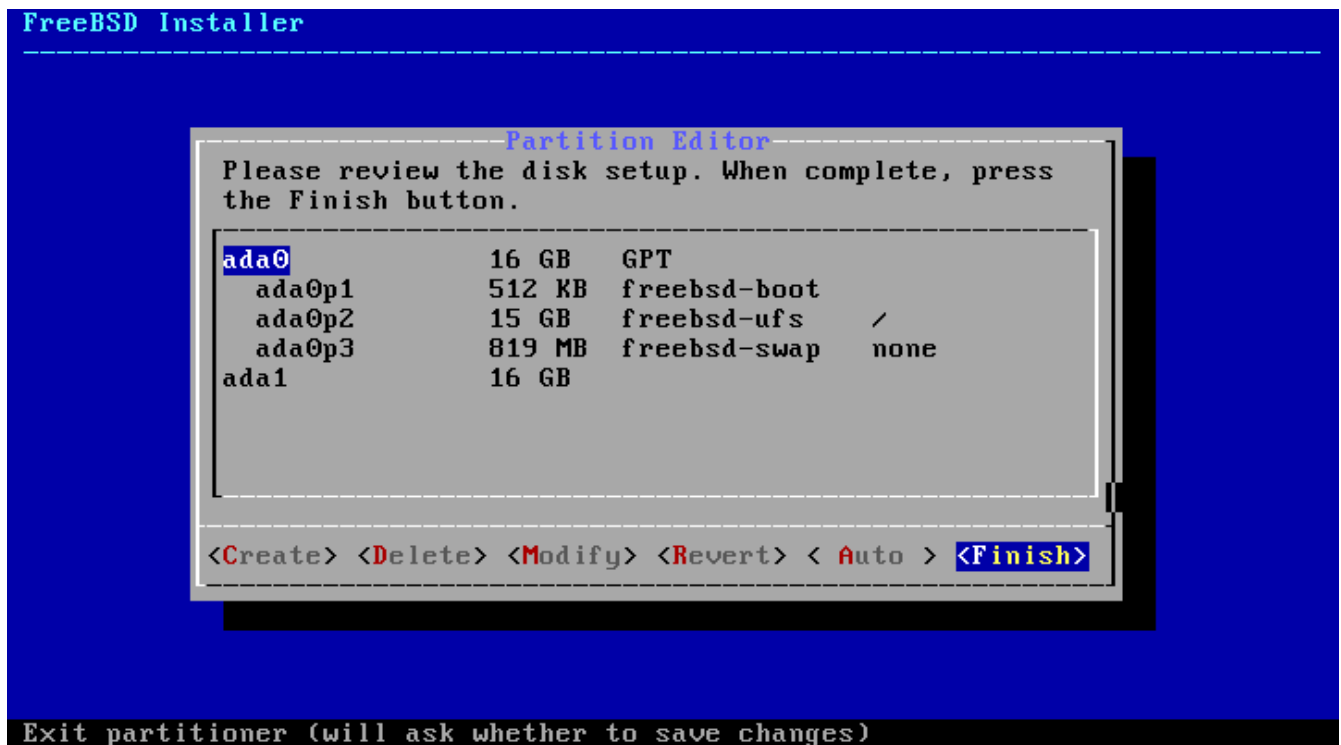 FreeBSD Installer
Partition Editor
Please review the disk setup. When complete, press
the Finish button.
ada0 16 GB GPT
ada0p1 512 KB freebsd-boot
ada0p2 15 GB freebsd-ufs /
ada0p3 819 MB freebsd-swap none
ada1 16 GB
<Create> <Delete> <Modify> <Revert> < Auto > <Finish>
Exit partitioner (will ask whether to save changes)